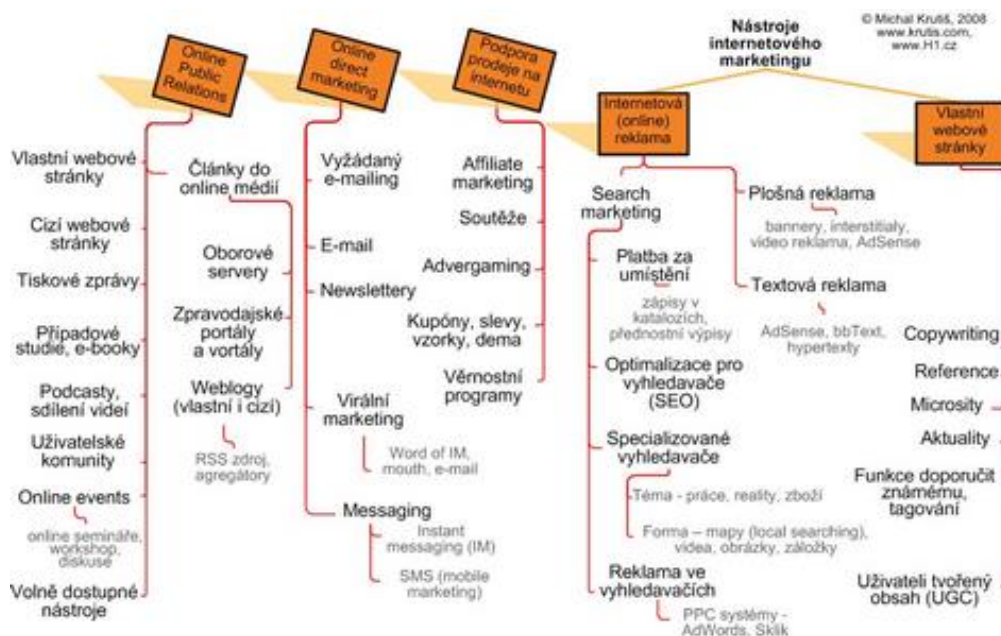 Nástroje
internetového
marketingu
© Michal Krutiš, 2008
www.krutis.com,
www.H1.cz
Online
Public
Relations
Vlastní webové
stránky
Cizí webové
stránky
Tiskové zprávy
Případové
studie, e-booky
Podcasty,
sdílení videí
Uživatelské
komunity
Online events
online semináře,
workshop,
diskuse
Volně dostupné
nástroje
Články do
online médií
Oborové
servery
Zpravodajské
portály
a vortály
Weblogy
(vlastní i cizí)
RSS zdroj,
agregátory
Online
direct
marketing
Vyžádaný
e-mailing
E-mail
Newslettery
Virální
marketing
Word of IM,
mouth, e-mail
Messaging
Instant
messaging (IM)
SMS (mobile
marketing)
Podpora
prodeje na
internetu
Affiliate
marketing
Soutěže
Advergaming
Kupóny, slevy,
vzorky, dema
Věrnostní
programy
Internetová
(online)
reklama
Search
marketing
Platba za
umístění
zápisy v
katalozích,
přednostní výpisy
Optimalizace pro
vyhledavače
(SEO)
Specializované
vyhledavače
Téma - práce, reality, zboží
Forma – mapy (local searching),
videa, obrázky, záložky
Reklama ve
vyhledavačích
PPC systémy -
AdWords, Sklik
Plošná reklama
bannery, interstitialy,
video reklama, AdSense
Textová reklama
AdSense, bbText,
hypertexty
Vlastní
webové
stránky
Copywriting
Reference
Microsity
Aktuality
Funkce doporučit
známému,
tagování
Uživateli tvořený
obsah (UGC)